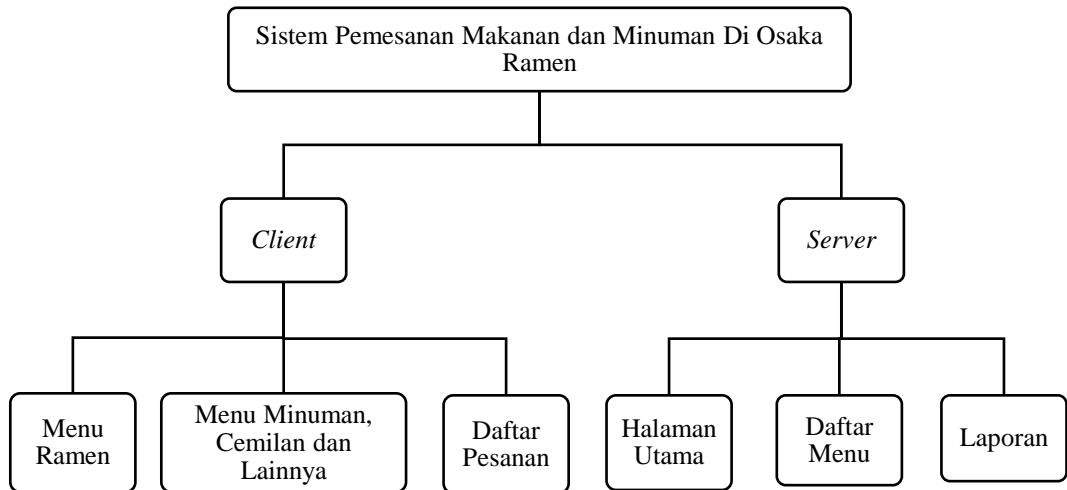 Sistem Pemesanan Makanan dan Minuman Di Osaka
Ramen
Client
Server
Menu
Ramen
Menu Minuman,
Cemilan dan
Lainnya
Daftar
Pesanan
Halaman
Utama
Daftar
Menu
Laporan